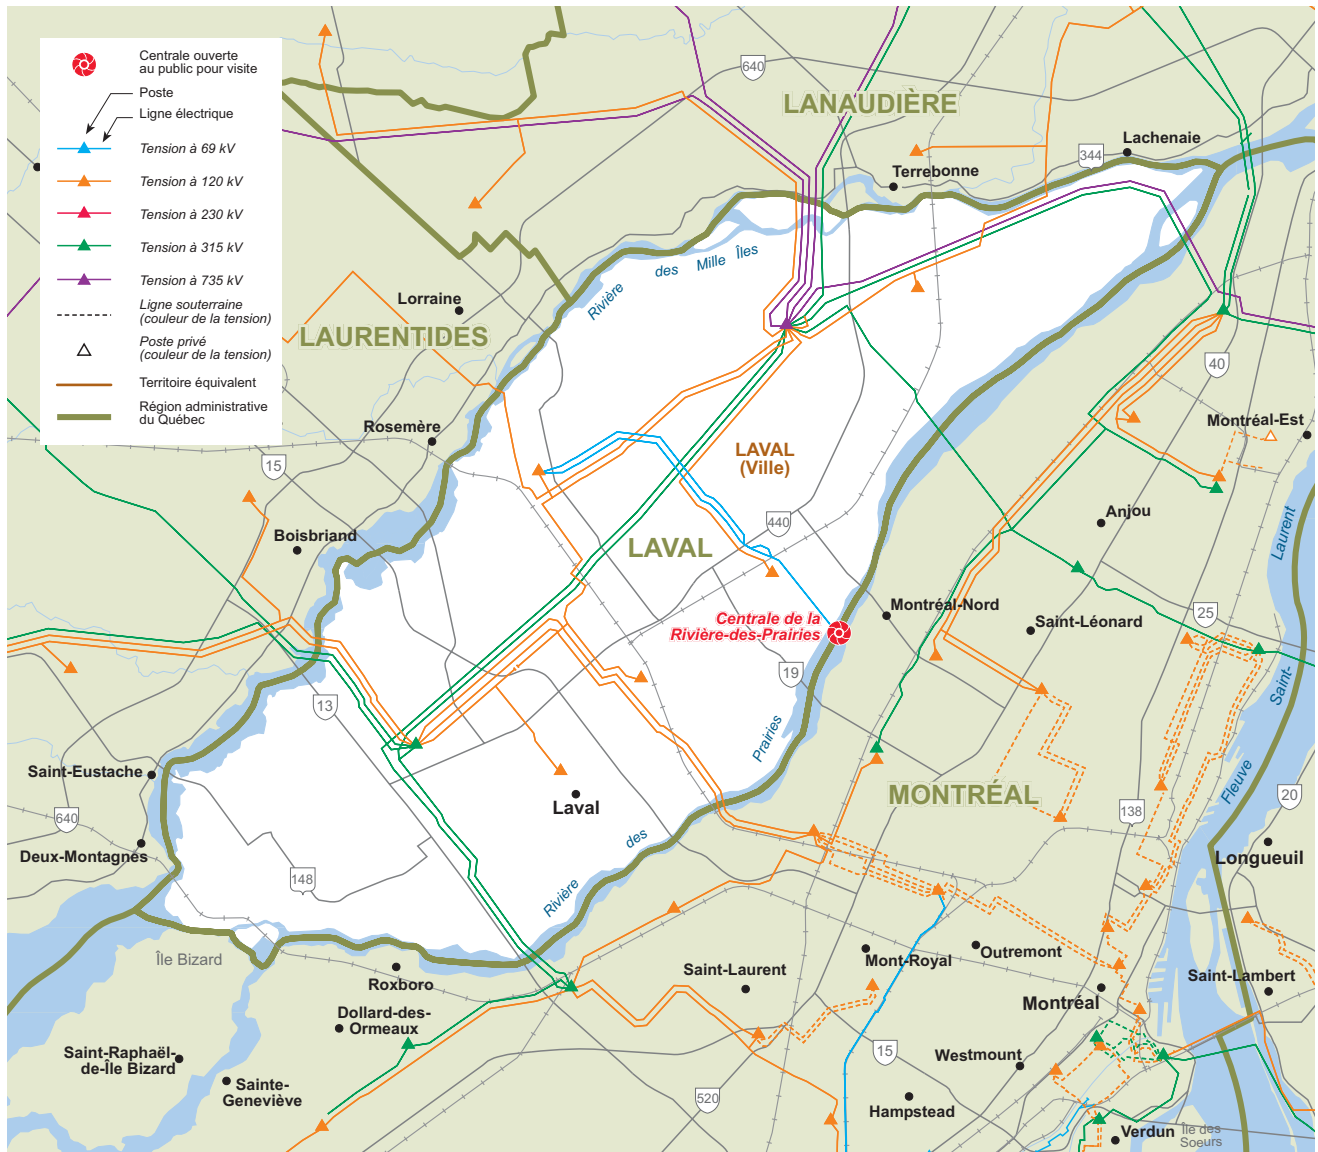 Centrale ouverte
au public pour visite
Poste
Ligne électrique
Tension à 69 kV
Tension à 120 kV
Tension à 230 kV
Tension à 315 kV
Tension à 735 kV
Ligne souterraine
(couleur de la tension)
Poste privé
(couleur de la tension)
Territoire équivalent
Région administrative
du Québec
640
LANAUDIÈRE
Lachenaie
344
Terrebonne
des Mille Îles
Rivière
Lorraine
LAURENTIDES
40
Rosemère
Montréal-Est
15
LAVAL
(Ville)
Boisbriand
440
Anjou
Laurent
LAVAL
Montréal-Nord
Centrale de la
Rivière-des-Prairies
Saint-Léonard
25
19
13
Saint-
Prairies
Saint-Eustache
Fleuve
Laval
MONTRÉAL
20
640
138
Deux-Montagnes
des
Longueuil
148
Rivière
Île Bizard
Mont-Royal
Outremont
Roxboro
Saint-Laurent
Saint-Lambert
Montréal
Dollard-des-
Ormeaux
Saint-Raphaël-
de-Île Bizard
15
Westmount
Sainte-
Geneviève
520
Hampstead
Verdun
Île des
Soeurs